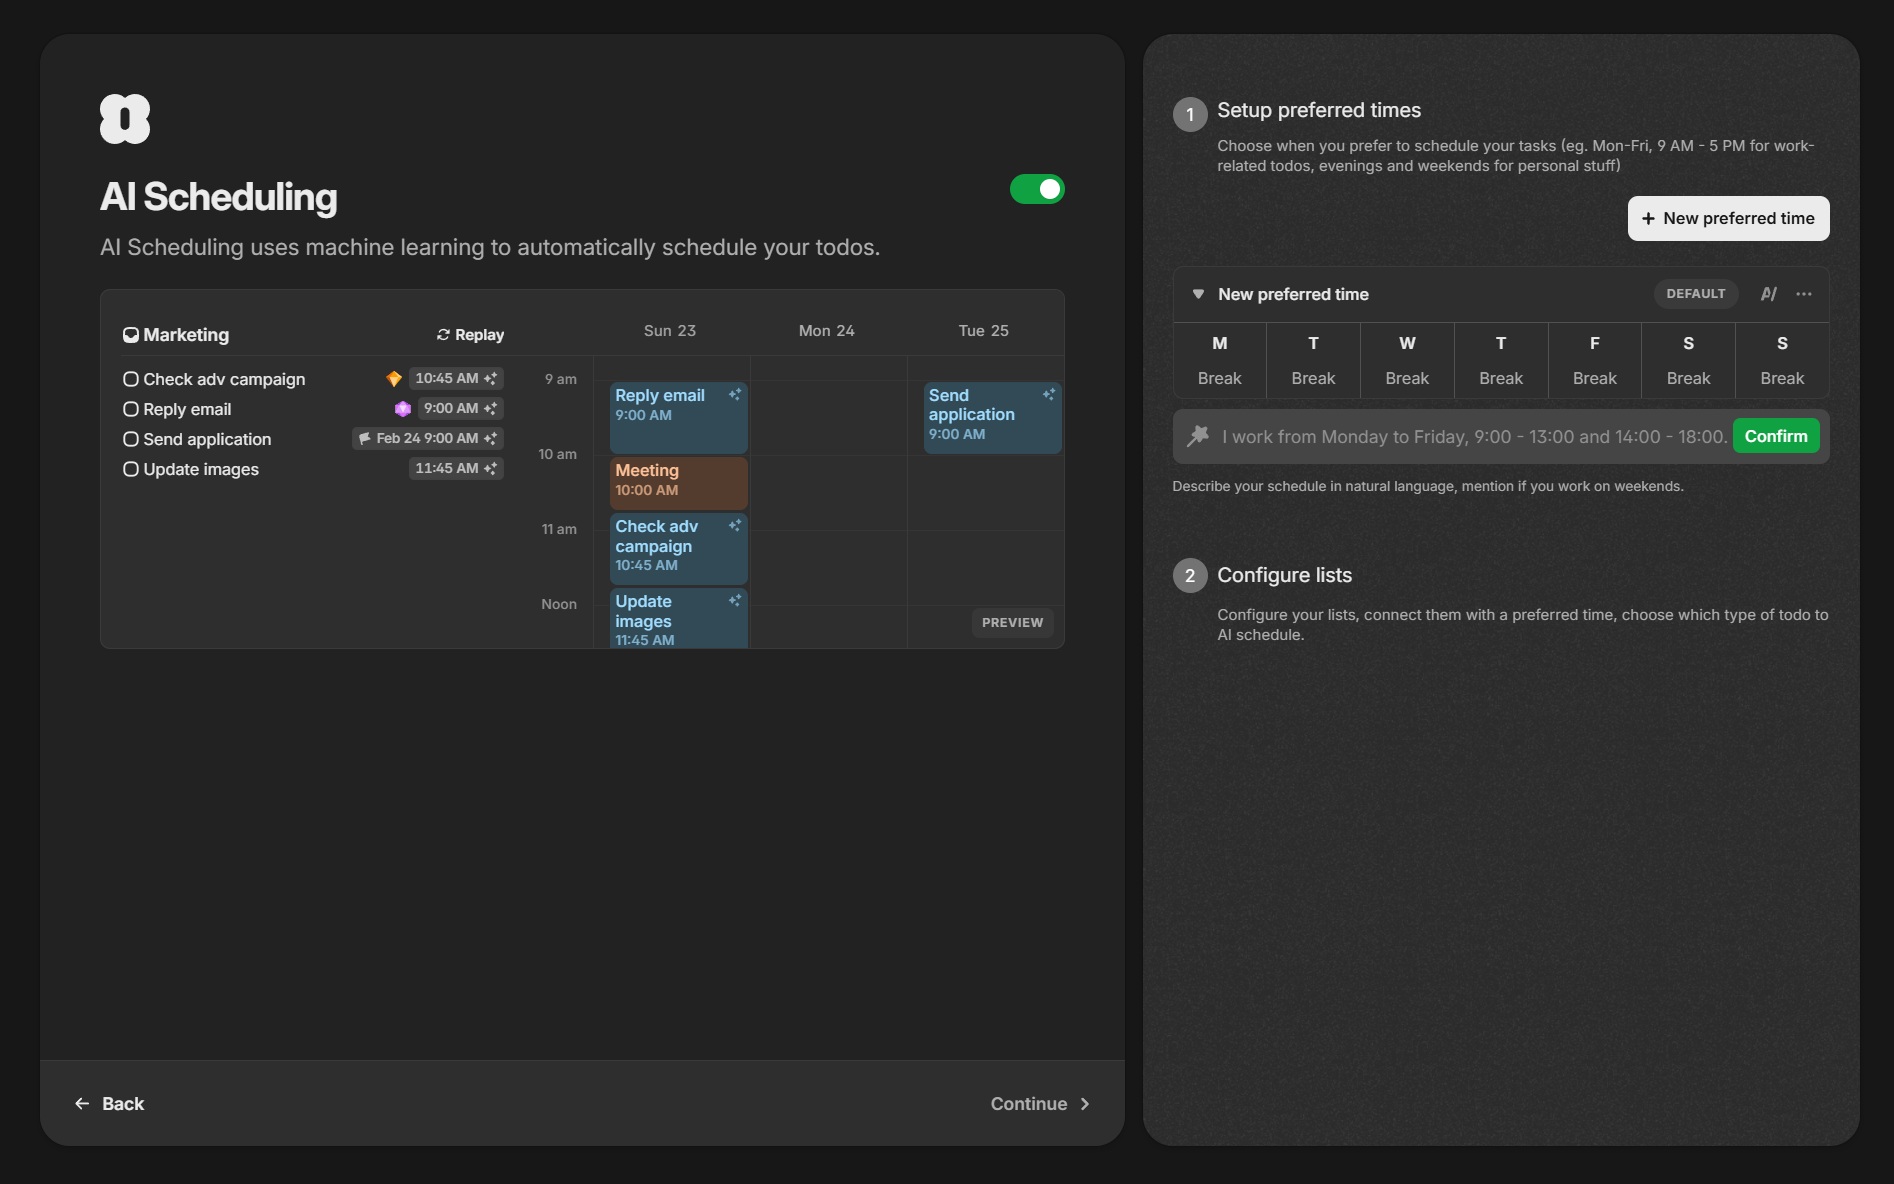 AI Scheduling
AI Scheduling uses machine learning to automatically schedule your todos.
Marketing
Replay
Check adv campaign
10:45 AM
Reply email
9:00 AM
Send application
Feb 24 9:00 AM
Update images
11:45 AM
Sun 23
Mon 24
Tue 25
9 am
10 am
11 am
Noon
Reply email
9:00 AM
Meeting
10:00 AM
Check adv
campaign
10:45 AM
Update
images
11:45 AM
Send
application
9:00 AM
PREVIEW
Back
Continue
1
Setup preferred times
Choose when you prefer to schedule your tasks (eg. Mon-Fri, 9 AM - 5 PM for work-
related todos, evenings and weekends for personal stuff)
+ New preferred time
New preferred time
DEFAULT
AI
M T W T F S S
Break Break Break Break Break Break Break
I work from Monday to Friday, 9:00 - 13:00 and 14:00 - 18:00.
Confirm
Describe your schedule in natural language, mention if you work on weekends.
2
Configure lists
Configure your lists, connect them with a preferred time, choose which type of todo to
AI schedule.